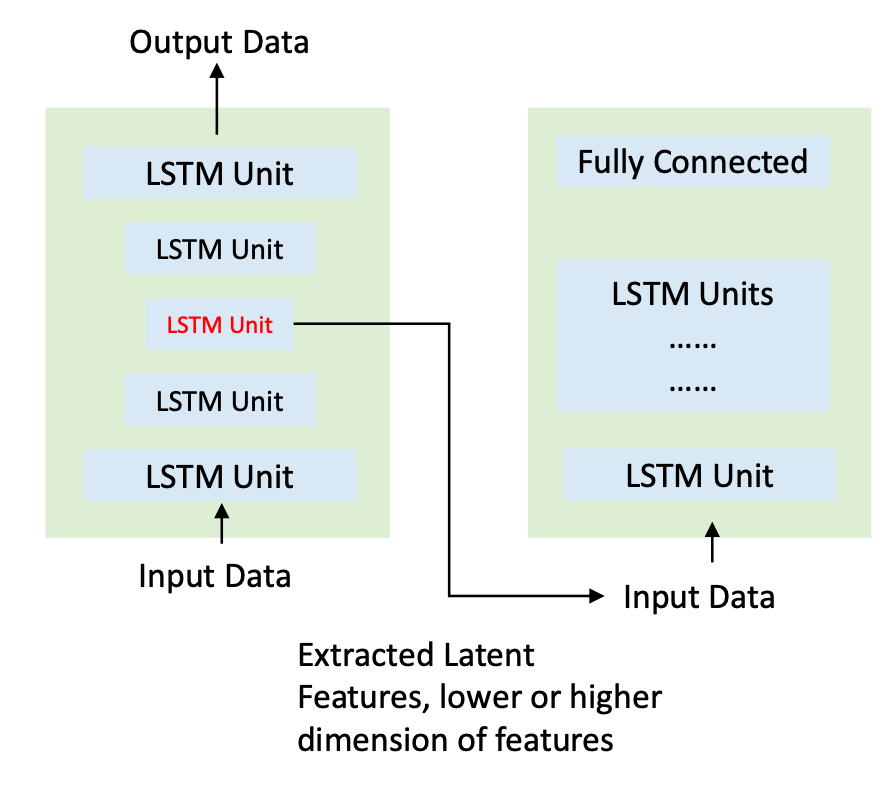 Output Data
LSTM Unit
LSTM Unit
LSTM Unit
LSTM Unit
LSTM Unit
Input Data
Fully Connected
LSTM Units
......
......
LSTM Unit
Input Data
Extracted Latent
Features, lower or higher
dimension of features